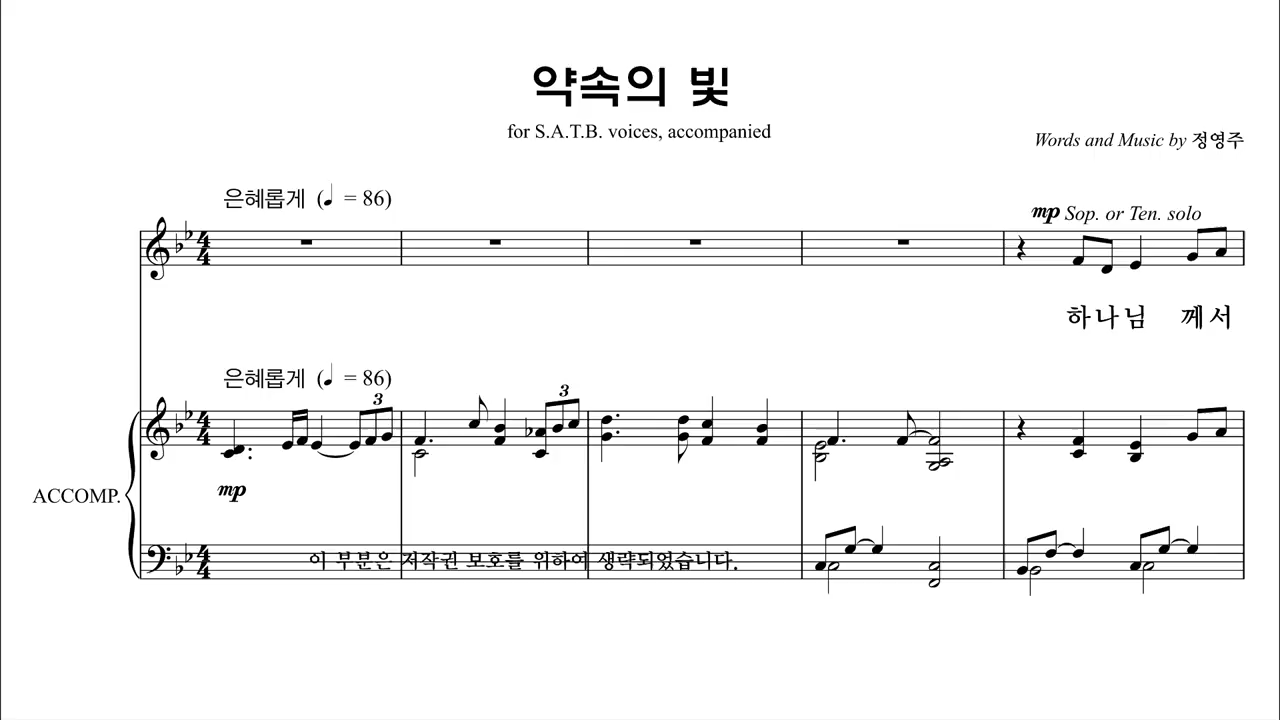 약속의 빛
for S.A.T.B. voices, accompanied
Words and Music by 정영주
은혜롭게 (♩ = 86)
mp Sop. or Ten. solo
하나님 께서
은혜롭게 (♩ = 86)
3
3
mp
ACCOMP.
이 부분은 저작권 보호를 위하여 생략되었습니다.